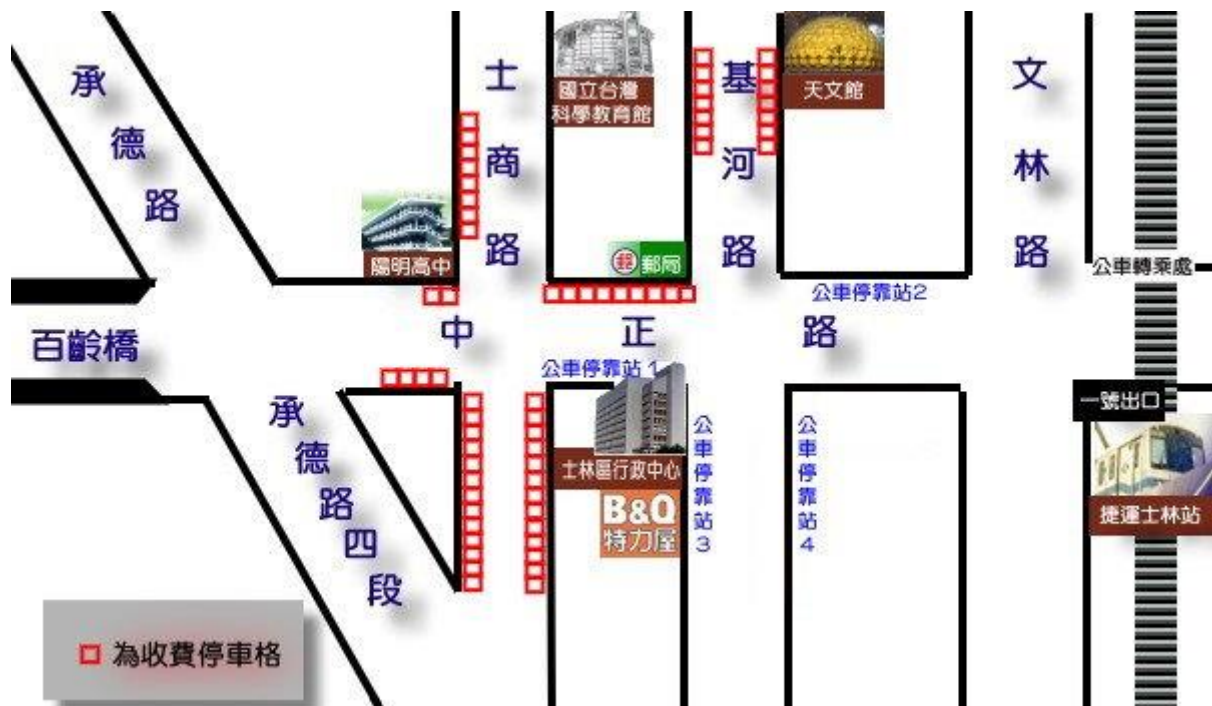 承德路
士商路
國立台灣
科學教育館
基河路
天文館
文林路
陽明高中
郵局
公車轉乘處
公車停靠站2
百齡橋
中正路
公車停靠站1
一號出口
承德路四段
士林區行政中心
B&Q
特力屋
公車停靠站3
公車停靠站4
捷運士林站
為收費停車格